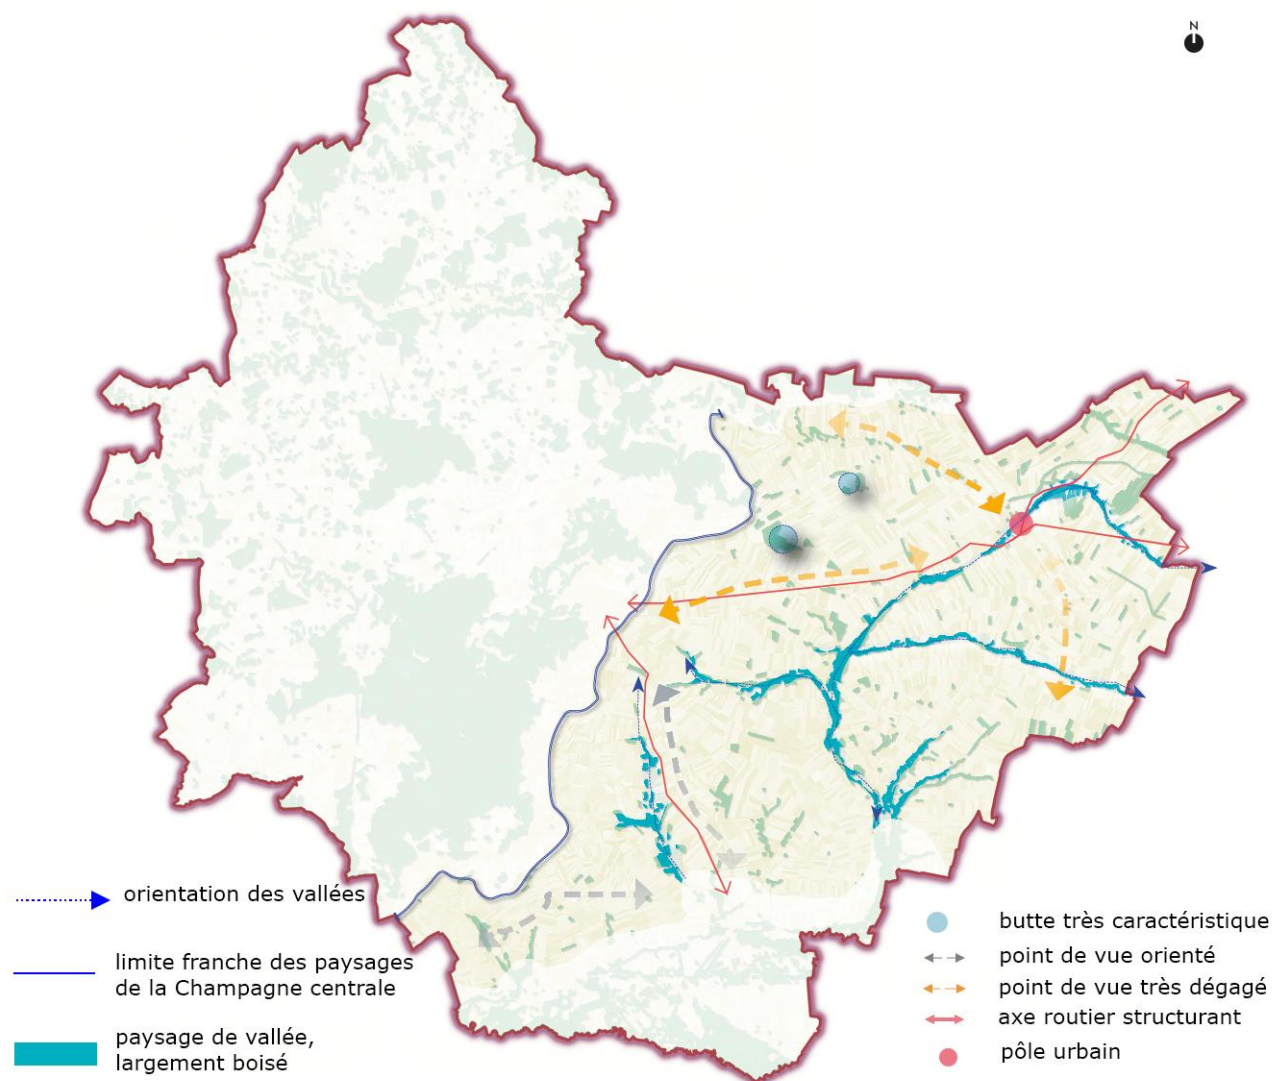 N
orientation des vallées
limite franche des paysages
de la Champagne centrale
paysage de vallée,
largement boisé
butte très caractéristique
point de vue orienté
point de vue très dégagé
axe routier structurant
pôle urbain